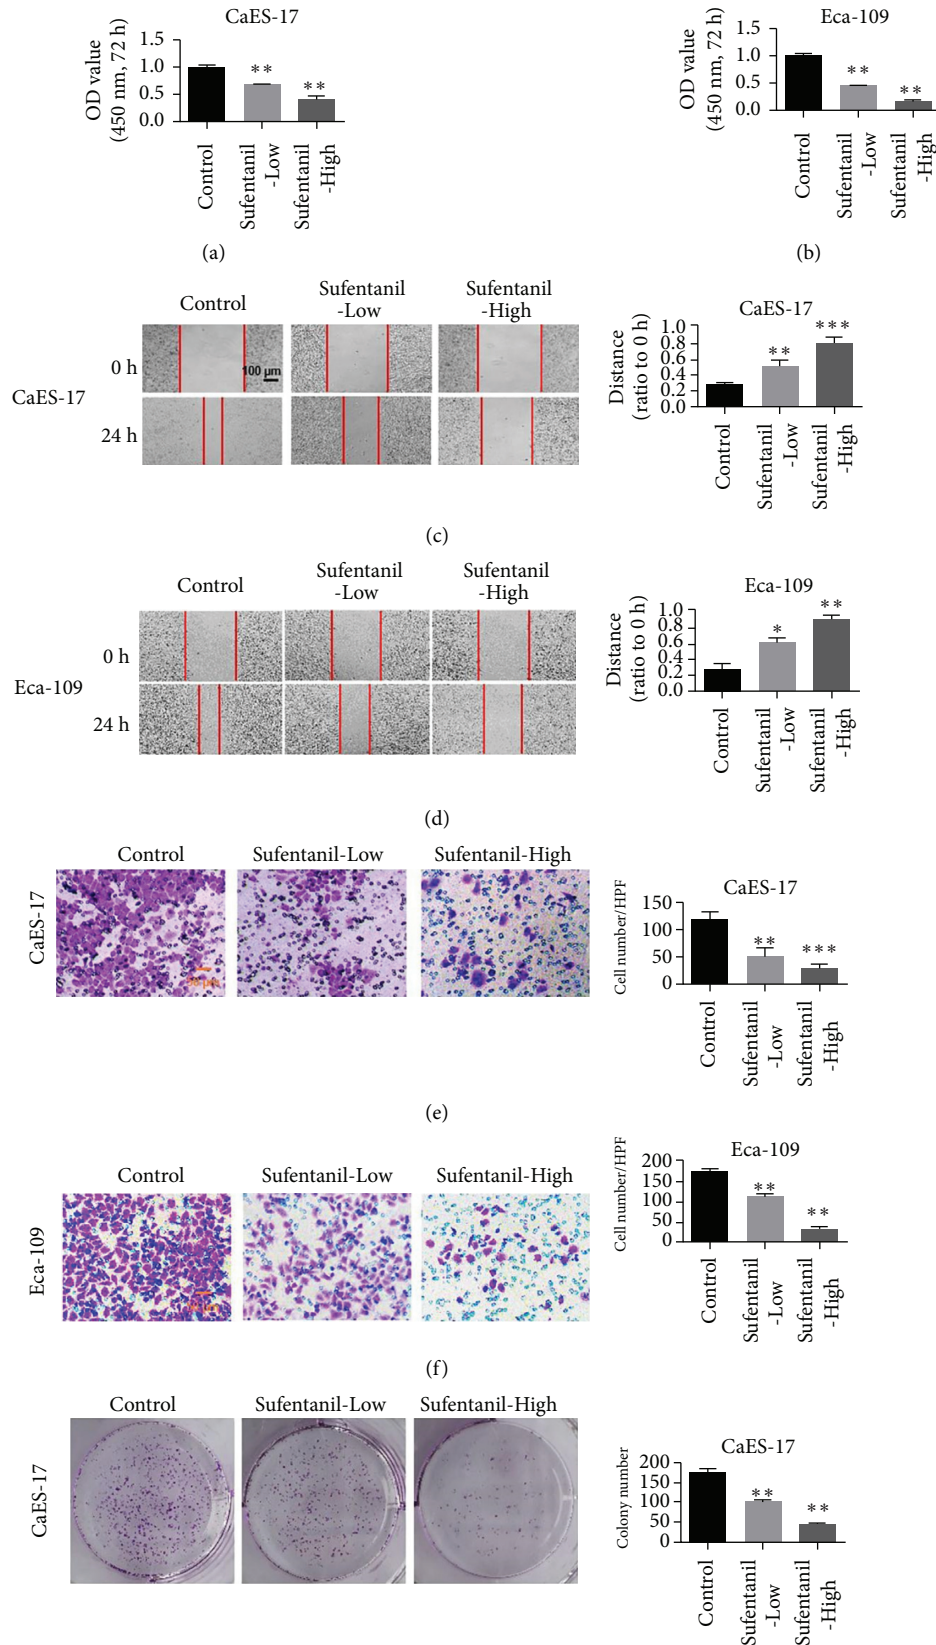 CaES-17
OD value
(450 nm, 72 h)
1.5
1.0
0.5
0.0
**
**
Control
Sufentanil
-Low
Sufentanil
-High
(a)
Eca-109
OD value
(450 nm, 72 h)
1.5
1.0
0.5
0.0
**
**
Control
Sufentanil
-Low
Sufentanil
-High
(b)
Control
Sufentanil
-Low
Sufentanil
-High
CaES-17
0 h
24 h
100 µm
CaES-17
Distance
(ratio to 0 h)
1.0
0.8
0.6
0.4
0.2
0.0
**
***
Control
Sufentanil
-Low
Sufentanil
-High
(c)
Control
Sufentanil
-Low
Sufentanil
-High
Eca-109
0 h
24 h
Eca-109
Distance
(ratio to 0 h)
1.0
0.8
0.6
0.4
0.2
0.0
*
**
Control
Sufentanil
-Low
Sufentanil
-High
(d)
Control
Sufentanil-Low
Sufentanil-High
CaES-17
CaES-17
Cell number/HPF
150
100
50
0
**
***
Control
Sufentanil
-Low
Sufentanil
-High
(e)
Control
Sufentanil-Low
Sufentanil-High
Eca-109
Eca-109
Cell number/HPF
200
150
100
50
0
**
**
Control
Sufentanil
-Low
Sufentanil
-High
(f)
Control
Sufentanil-Low
Sufentanil-High
CaES-17
CaES-17
Colony number
200
150
100
50
0
**
**
Control
Sufentanil
-Low
Sufentanil
-High